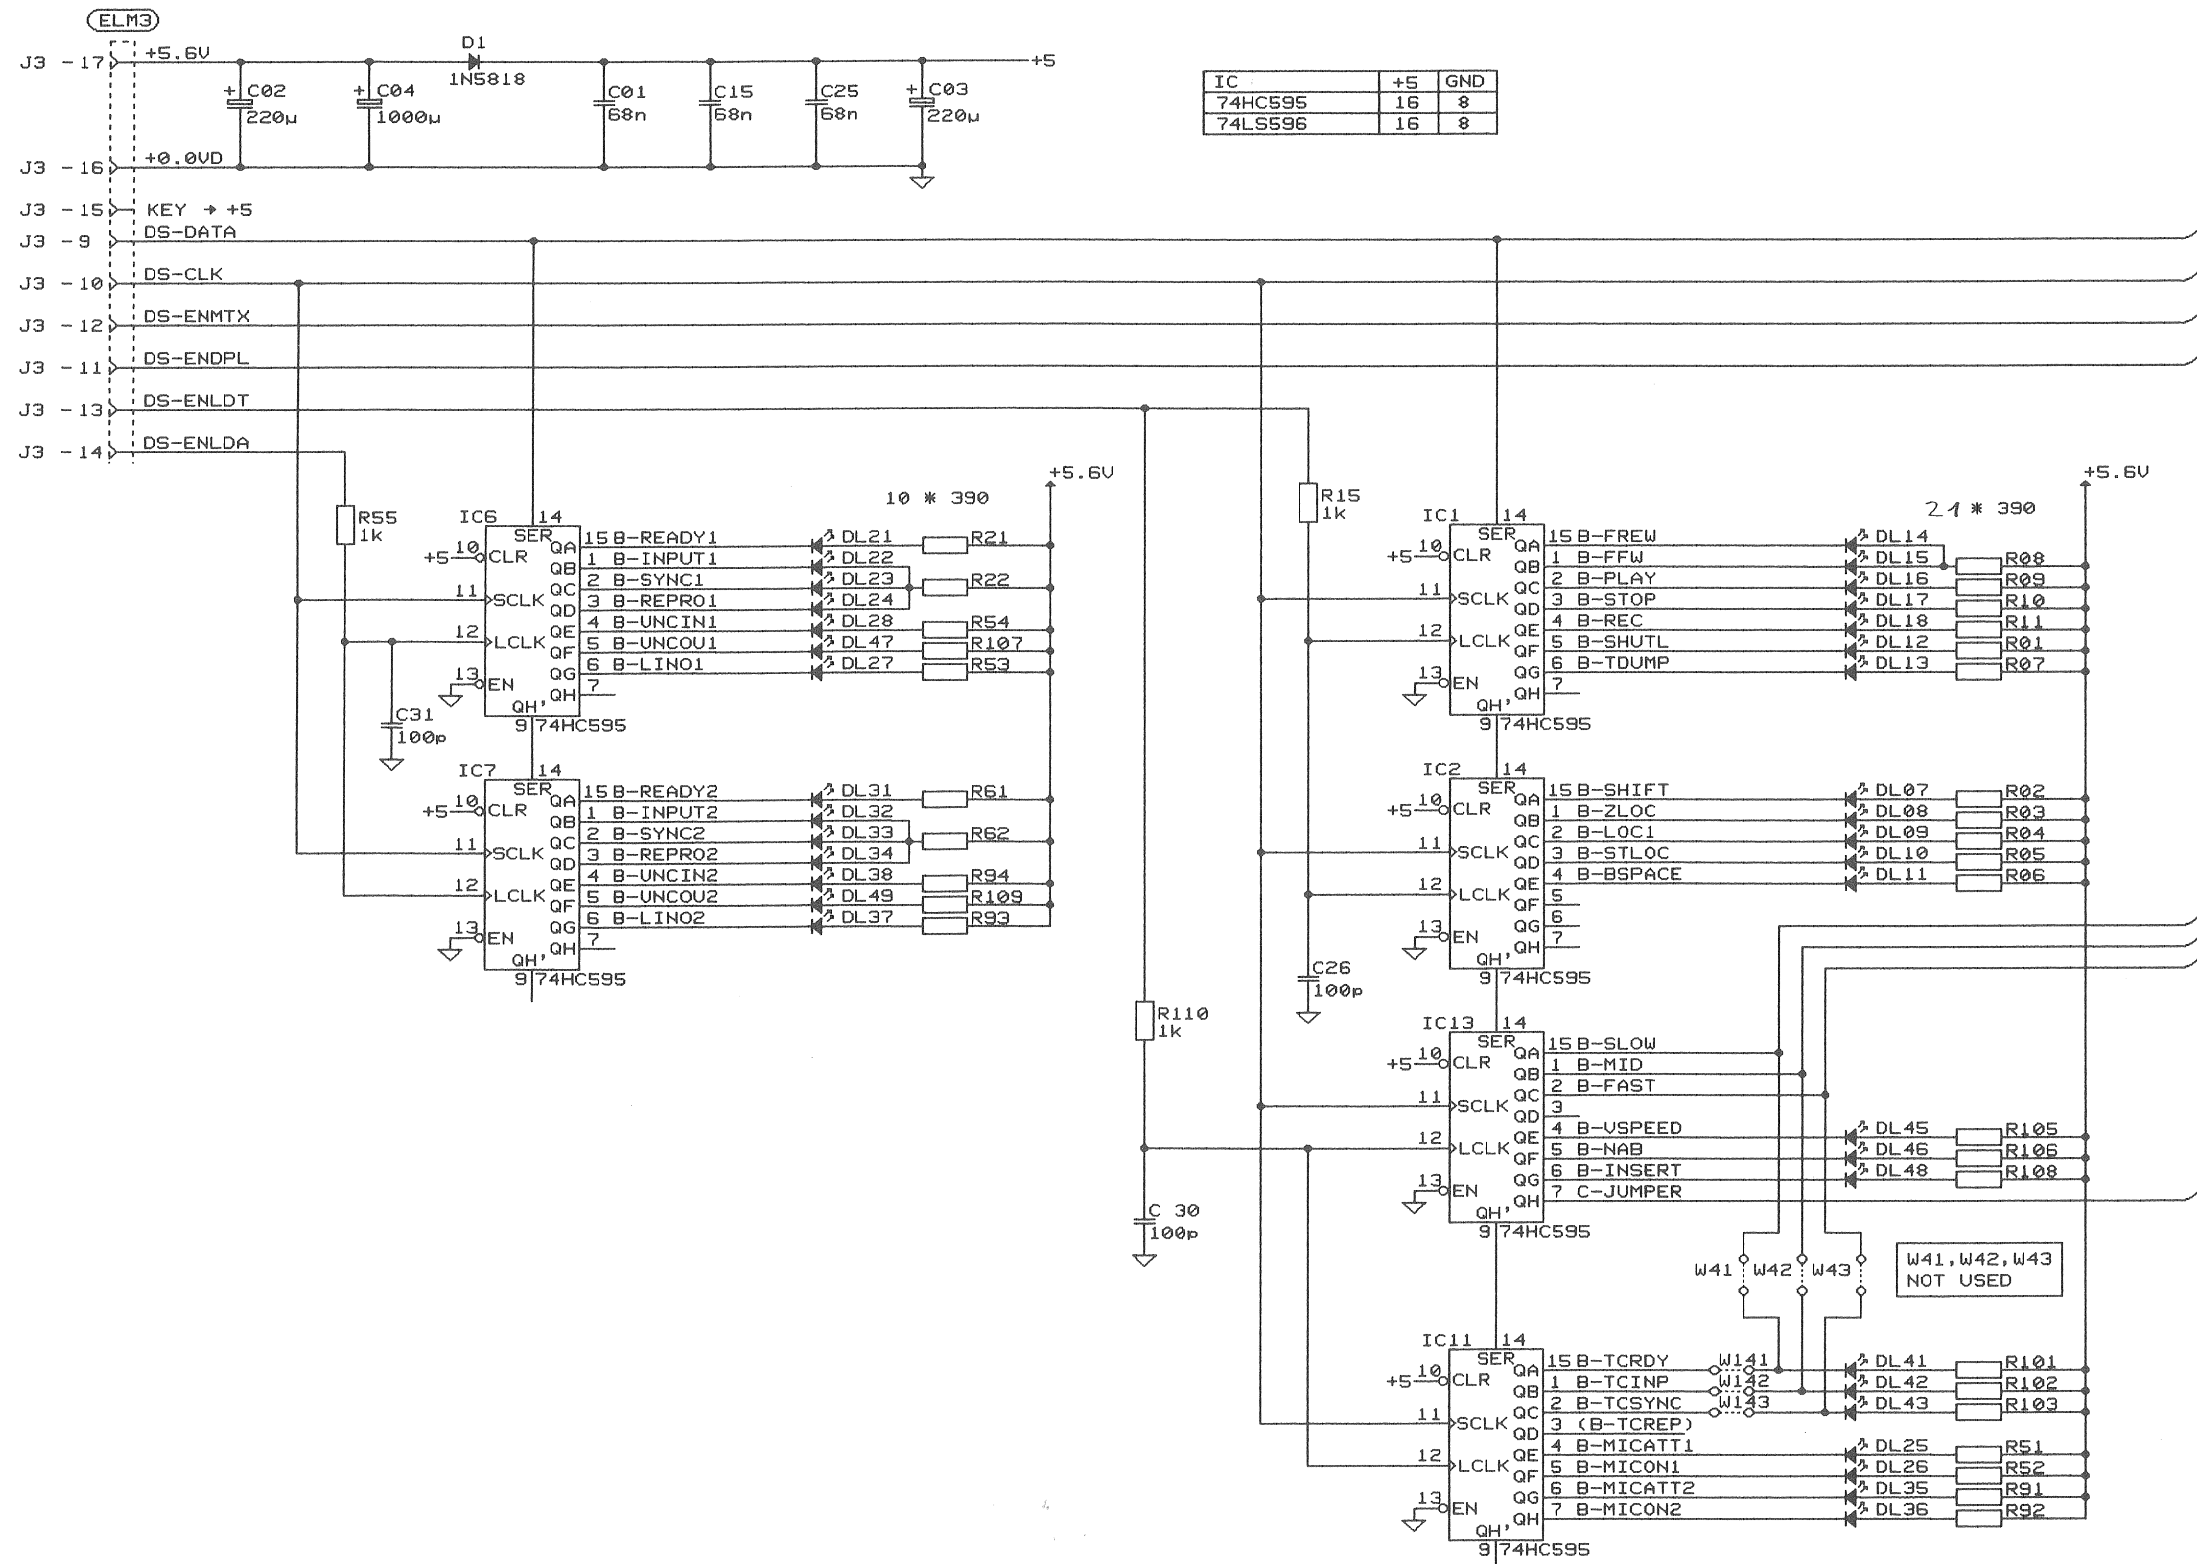 ELM3
J3 -17 +5.6V
D1
1N5818
+5
+ C02
220µ
+ C04
1000µ
C01
68n
C15
68n
C25
68n
+ C03
220µ
J3 -16 +0.0VD
IC +5 GND
74HC595 16 8
74LS596 16 8
J3 -15 KEY → +5
J3 -9 DS-DATA
J3 -10 DS-CLK
J3 -12 DS-ENMTX
J3 -11 DS-ENDPL
J3 -13 DS-ENLDT
J3 -14 DS-ENLDA
R55
1k
C31
100p
10 * 390
+5.6V
IC6 14
SER
+5 10 CLR
11 SCLK
12 LCLK
13 EN
QA 15 B-READY1 DL21 R21
QB 1 B-INPUT1 DL22
QC 2 B-SYNC1 DL23 R22
QD 3 B-REPRO1 DL24
QE 4 B-UNCIN1 DL28 R54
QF 5 B-UNCOU1 DL47 R107
QG 6 B-LINO1 DL27 R53
QH 7
QH'
9 74HC595
IC7 14
SER
+5 10 CLR
11 SCLK
12 LCLK
13 EN
QA 15 B-READY2 DL31 R61
QB 1 B-INPUT2 DL32
QC 2 B-SYNC2 DL33 R62
QD 3 B-REPRO2 DL34
QE 4 B-UNCIN2 DL38 R94
QF 5 B-UNCOU2 DL49 R109
QG 6 B-LINO2 DL37 R93
QH 7
QH'
9 74HC595
R15
1k
C26
100p
R110
1k
C 30
100p
21 * 390
+5.6V
IC1 14
SER
+5 10 CLR
11 SCLK
12 LCLK
13 EN
QA 15 B-FREW DL14
QB 1 B-FFW DL15 R08
QC 2 B-PLAY DL16 R09
QD 3 B-STOP DL17 R10
QE 4 B-REC DL18 R11
QF 5 B-SHUTL DL12 R01
QG 6 B-TDUMP DL13 R07
QH 7
QH'
9 74HC595
IC2 14
SER
+5 10 CLR
11 SCLK
12 LCLK
13 EN
QA 15 B-SHIFT DL07 R02
QB 1 B-ZLOC DL08 R03
QC 2 B-LOC1 DL09 R04
QD 3 B-STLOC DL10 R05
QE 4 B-BSPACE DL11 R06
QF 5
QG 6
QH 7
QH'
9 74HC595
IC13 14
SER
+5 10 CLR
11 SCLK
12 LCLK
13 EN
QA 15 B-SLOW
QB 1 B-MID
QC 2 B-FAST
QD 3
QE 4 B-VSPEED DL45 R105
QF 5 B-NAB DL46 R106
QG 6 B-INSERT DL48 R108
QH 7 C-JUMPER
QH'
9 74HC595
W41 W42 W43
W41,W42,W43
NOT USED
IC11 14
SER
+5 10 CLR
11 SCLK
12 LCLK
13 EN
QA 15 B-TCRDY W141 DL41 R101
QB 1 B-TCINP W142 DL42 R102
QC 2 B-TCSYNC W143 DL43 R103
QD 3 (B-TCREP)
QE 4 B-MICATT1 DL25 R51
QF 5 B-MICON1 DL26 R52
QG 6 B-MICATT2 DL35 R91
QH 7 B-MICON2 DL36 R92
QH'
9 74HC595